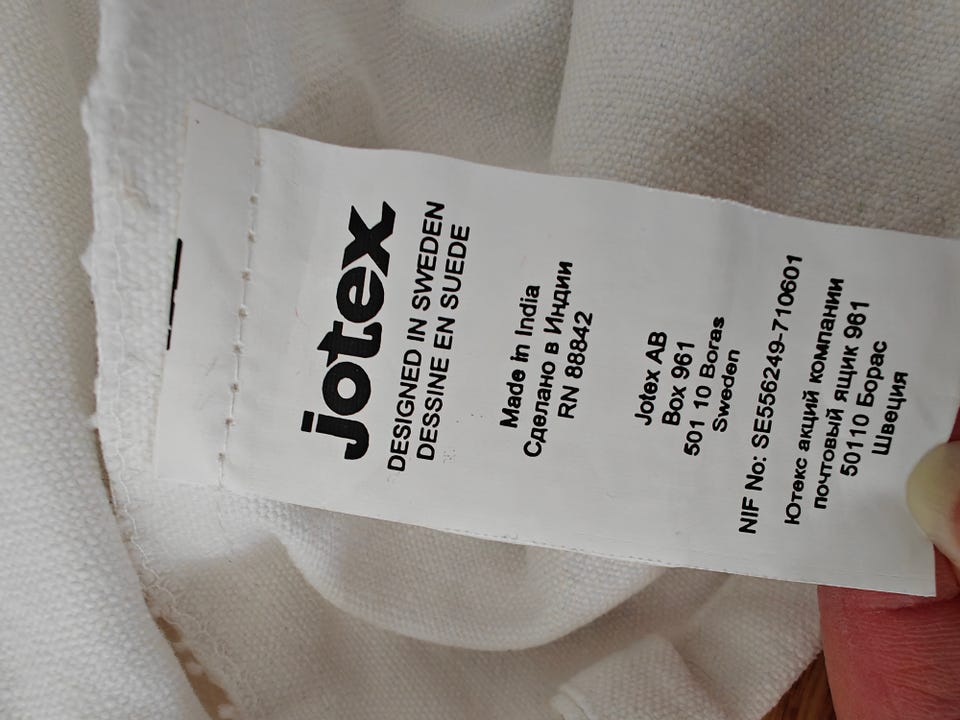 jotex
DESIGNED IN SWEDEN
DESSINE EN SUEDE
Made in India
Сделано в Индии
RN 88842
Jotex AB
Box 961
501 10 Boras
Sweden
NIF No: SE556249-710601
Ютекс акций компании
почтовый ящик 961
50110 Борас
Швеция